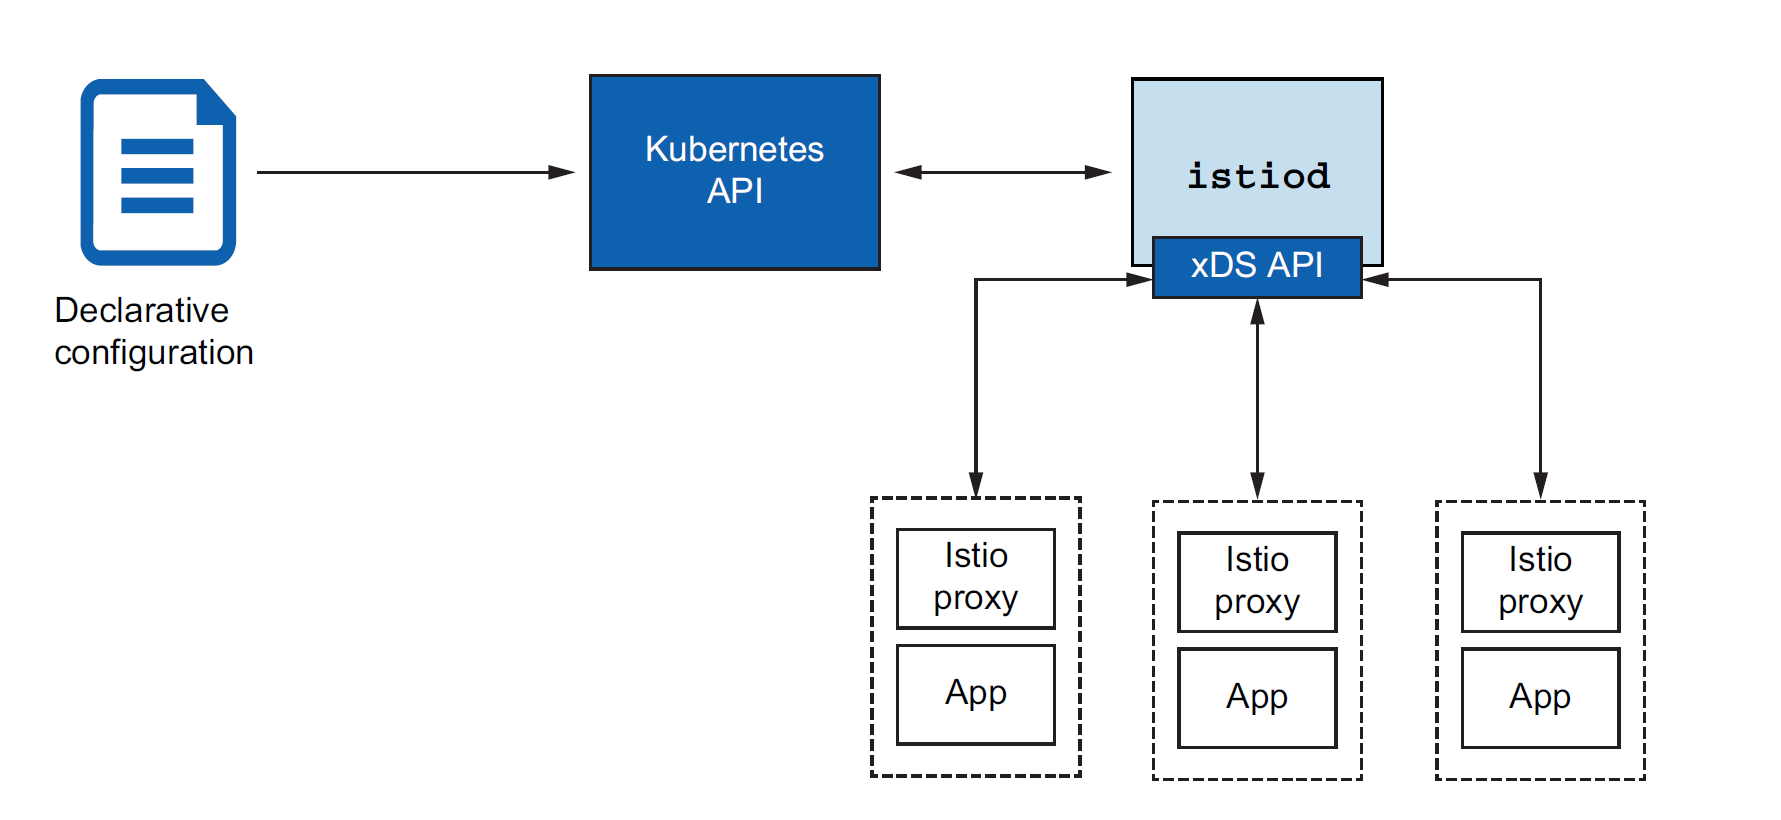 Declarative
configuration
Kubernetes
API
istiod
xDS API
Istio
proxy
App
Istio
proxy
App
Istio
proxy
App